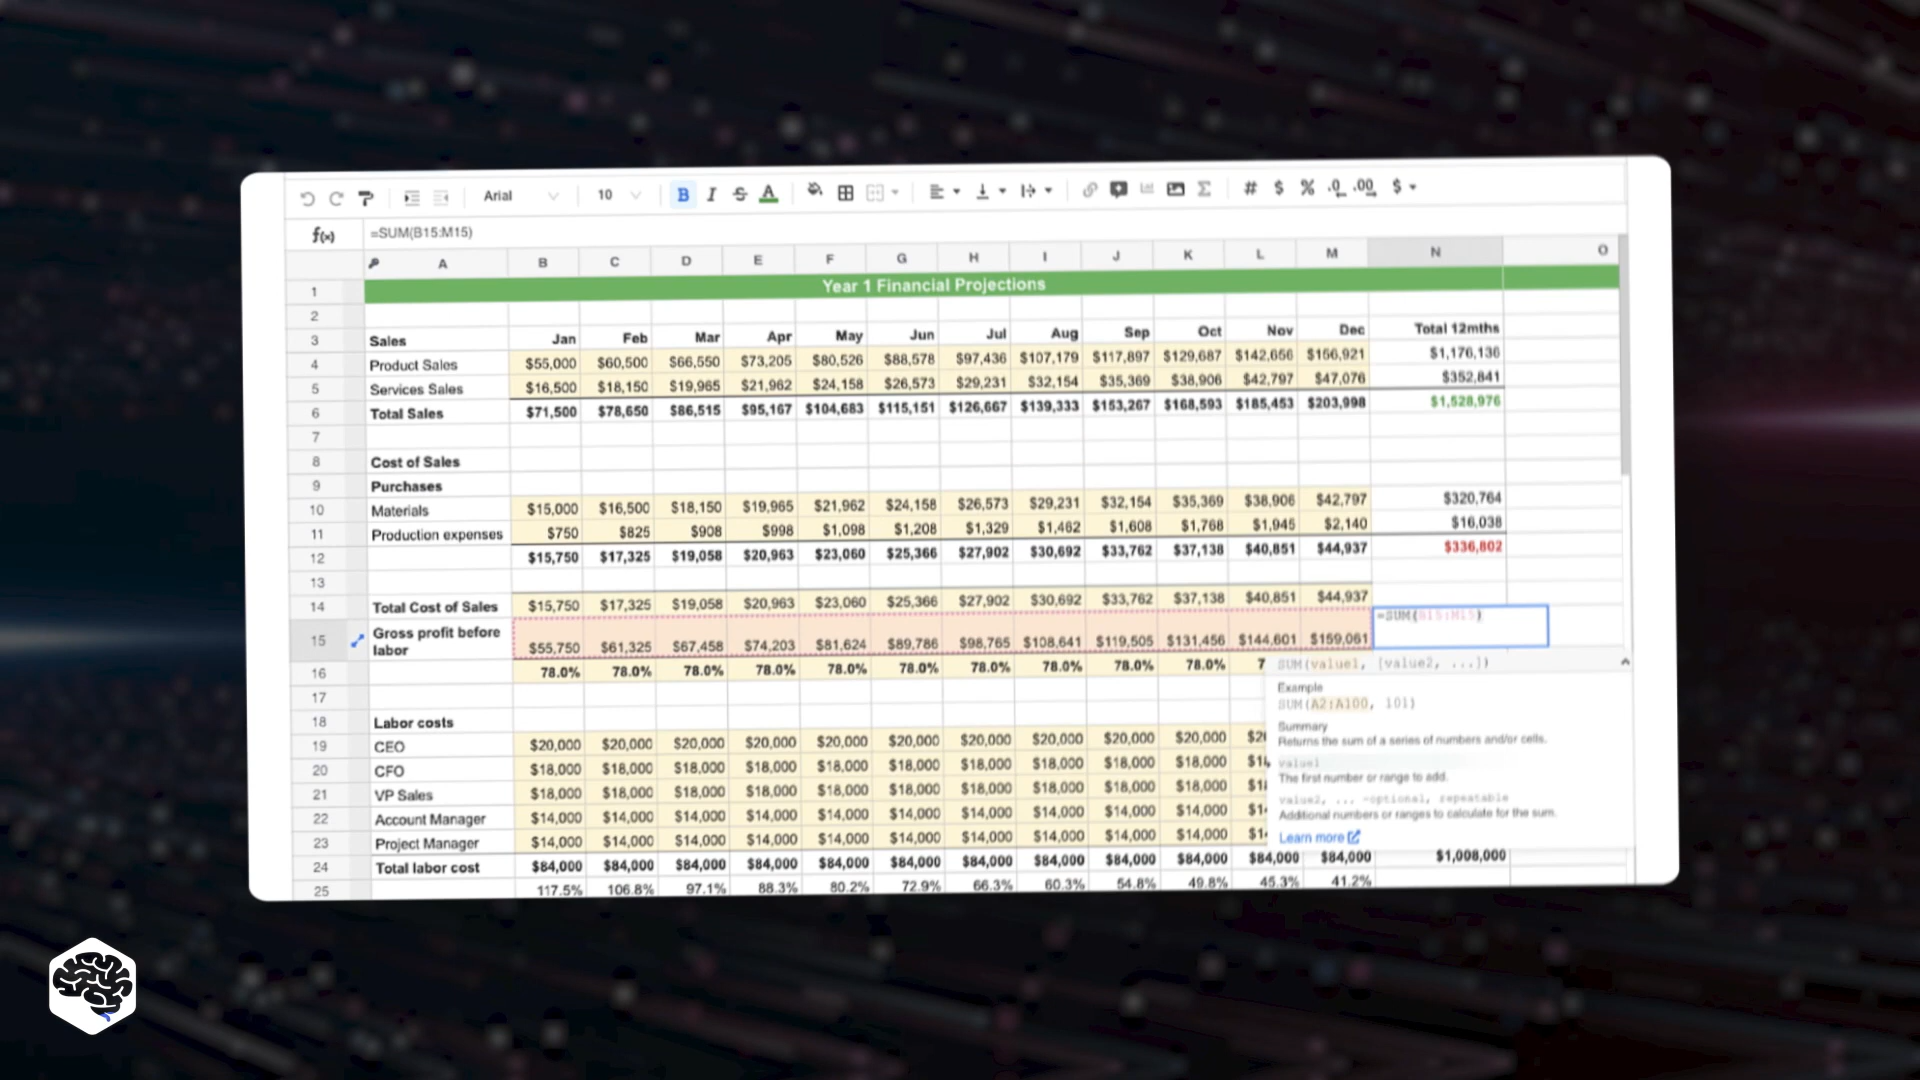 Arial 10 B I S A # $ % .0 .00 $
f(x) =SUM(B15:M15)
A B C D E F G H I J K L M N O
1 Year 1 Financial Projections
2
3 Sales Jan Feb Mar Apr May Jun Jul Aug Sep Oct Nov Dec Total 12mths
4 Product Sales $55,000 $60,500 $66,550 $73,205 $80,526 $88,578 $97,436 $107,179 $117,897 $129,687 $142,656 $156,921 $1,176,136
5 Services Sales $16,500 $18,150 $19,965 $21,962 $24,158 $26,573 $29,231 $32,154 $35,369 $38,906 $42,797 $47,076 $352,841
6 Total Sales $71,500 $78,650 $86,515 $95,167 $104,683 $115,151 $126,667 $139,333 $153,267 $168,593 $185,453 $203,998 $1,528,976
7
8 Cost of Sales
9 Purchases
10 Materials $15,000 $16,500 $18,150 $19,965 $21,962 $24,158 $26,573 $29,231 $32,154 $35,369 $38,906 $42,797 $320,764
11 Production expenses $750 $825 $908 $998 $1,098 $1,208 $1,329 $1,462 $1,608 $1,768 $1,945 $2,140 $16,038
12 $15,750 $17,325 $19,058 $20,963 $23,060 $25,366 $27,902 $30,692 $33,762 $37,138 $40,851 $44,937 $336,802
13
14 Total Cost of Sales $15,750 $17,325 $19,058 $20,963 $23,060 $25,366 $27,902 $30,692 $33,762 $37,138 $40,851 $44,937
15 Gross profit before labor $55,750 $61,325 $67,458 $74,203 $81,624 $89,786 $98,765 $108,641 $119,505 $131,456 $144,601 $159,061 =SUM(B15:M15)
16 78.0% 78.0% 78.0% 78.0% 78.0% 78.0% 78.0% 78.0% 78.0% 78.0% 7
SUM(value1, [value2, ...])
Example
17
SUM(A2:A100, 101)
18 Labor costs
Summary
Returns the sum of a series of numbers and/or cells.
19 CEO $20,000 $20,000 $20,000 $20,000 $20,000 $20,000 $20,000 $20,000 $20,000 $20,000 $20
value1
20 CFO $18,000 $18,000 $18,000 $18,000 $18,000 $18,000 $18,000 $18,000 $18,000 $18,000
The first number or range to add.
21 VP Sales $18,000 $18,000 $18,000 $18,000 $18,000 $18,000 $18,000 $18,000 $18,000 $18,000
value2, ... -optional, repeatable
22 Account Manager $14,000 $14,000 $14,000 $14,000 $14,000 $14,000 $14,000 $14,000 $14,000 $14,000
Additional numbers or ranges to calculate for the sum.
23 Project Manager $14,000 $14,000 $14,000 $14,000 $14,000 $14,000 $14,000 $14,000 $14,000 $14,000
Learn more
24 Total labor cost $84,000 $84,000 $84,000 $84,000 $84,000 $84,000 $84,000 $84,000 $84,000 $84,000 $84,000 $84,000 $1,008,000
25 117.5% 106.8% 97.1% 88.3% 80.2% 72.9% 66.3% 60.3% 54.8% 49.8% 45.3% 41.2%